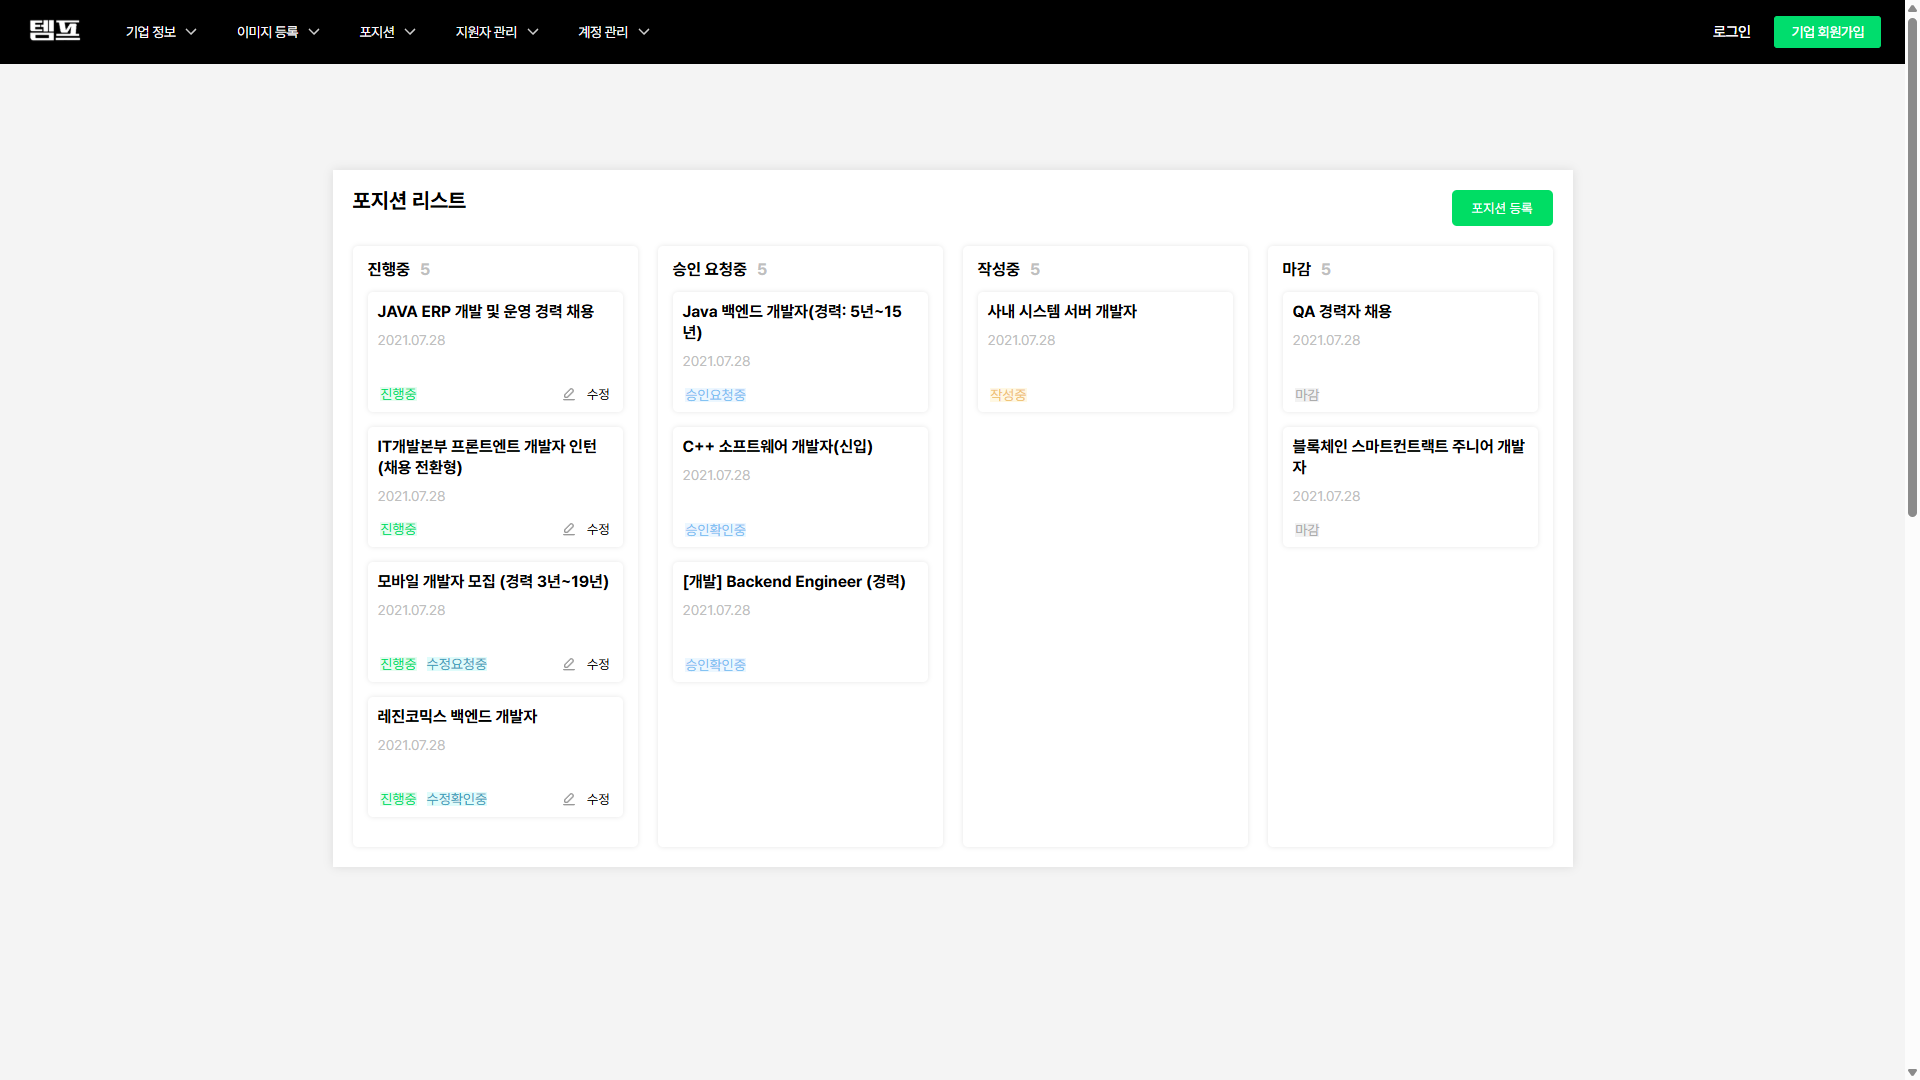 템프
기업 정보
이미지 등록
포지션
지원자 관리
계정 관리
로그인
기업 회원가입
포지션 리스트
포지션 등록
진행중 5
JAVA ERP 개발 및 운영 경력 채용
2021.07.28
진행중
수정
IT개발본부 프론트엔트 개발자 인턴
(채용 전환형)
2021.07.28
진행중
수정
모바일 개발자 모집 (경력 3년~19년)
2021.07.28
진행중 수정요청중
수정
레진코믹스 백엔드 개발자
2021.07.28
진행중 수정확인중
수정
승인 요청중 5
Java 백엔드 개발자(경력: 5년~15
년)
2021.07.28
승인요청중
C++ 소프트웨어 개발자(신입)
2021.07.28
승인확인중
[개발] Backend Engineer (경력)
2021.07.28
승인확인중
작성중 5
사내 시스템 서버 개발자
2021.07.28
작성중
마감 5
QA 경력자 채용
2021.07.28
마감
블록체인 스마트컨트랙트 주니어 개발
자
2021.07.28
마감